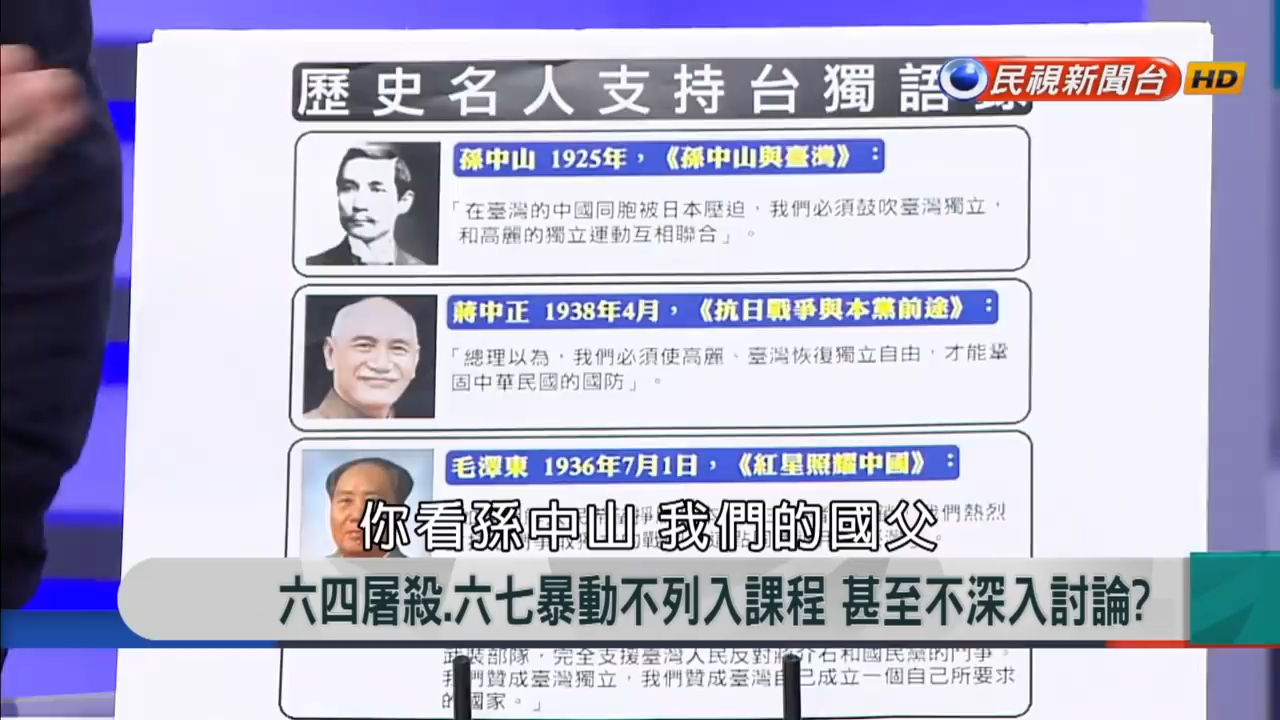 歷史名人支持台獨語錄
民視新聞台 HD
孫中山 1925年，《孫中山與臺灣》：
「在臺灣的中國同胞被日本壓迫，我們必須鼓吹臺灣獨立，
和高麗的獨立運動互相聯合」。
蔣中正 1938年4月，《抗日戰爭與本黨前途》：
「總理以為，我們必須使高麗、臺灣恢復獨立自由，才能鞏
固中華民國的國防」。
毛澤東 1936年7月1日，《紅星照耀中國》：
我們熱烈
你看孫中山 我們的國父
六四屠殺.六七暴動不列入課程 甚至不深入討論?
武裝部隊，完全支援臺灣人民反對蔣介石和國民黨的鬥爭。
我們贊成臺灣獨立，我們贊成臺灣自己成立一個自己所要求
的國家。」